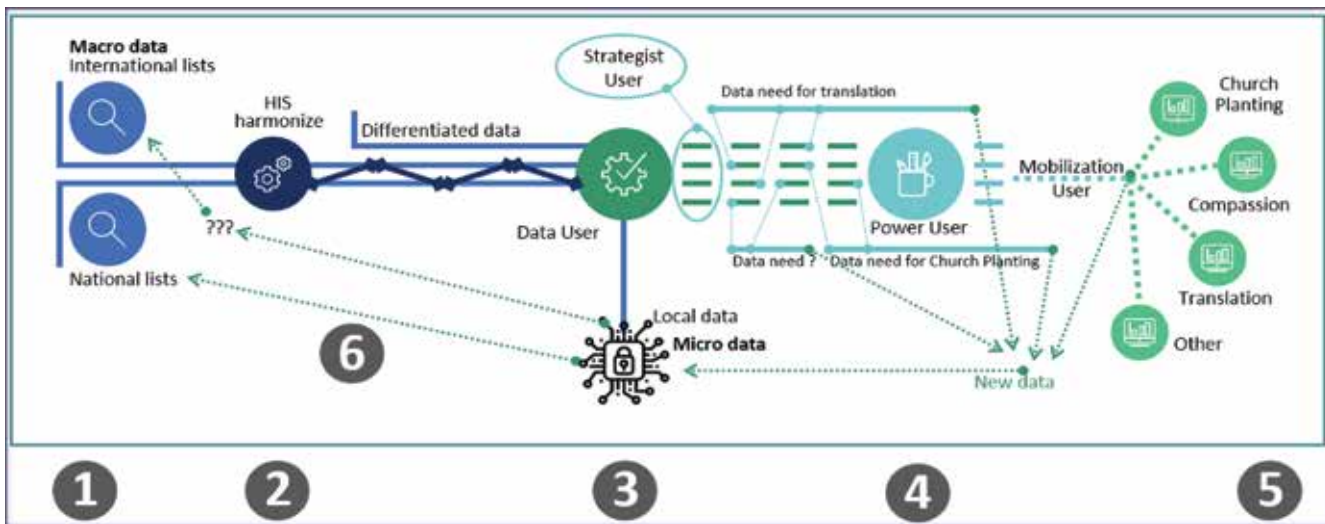 Macro data
International lists
HIS
harmonize
Differentiated data
Strategist
User
Data need for translation
Church
Planting
Mobilization
User
Compassion
???
Data User
Power User
National lists
Data need ?
Data need for Church Planting
Translation
Local data
Micro data
Other
6
New data
1
2
3
4
5